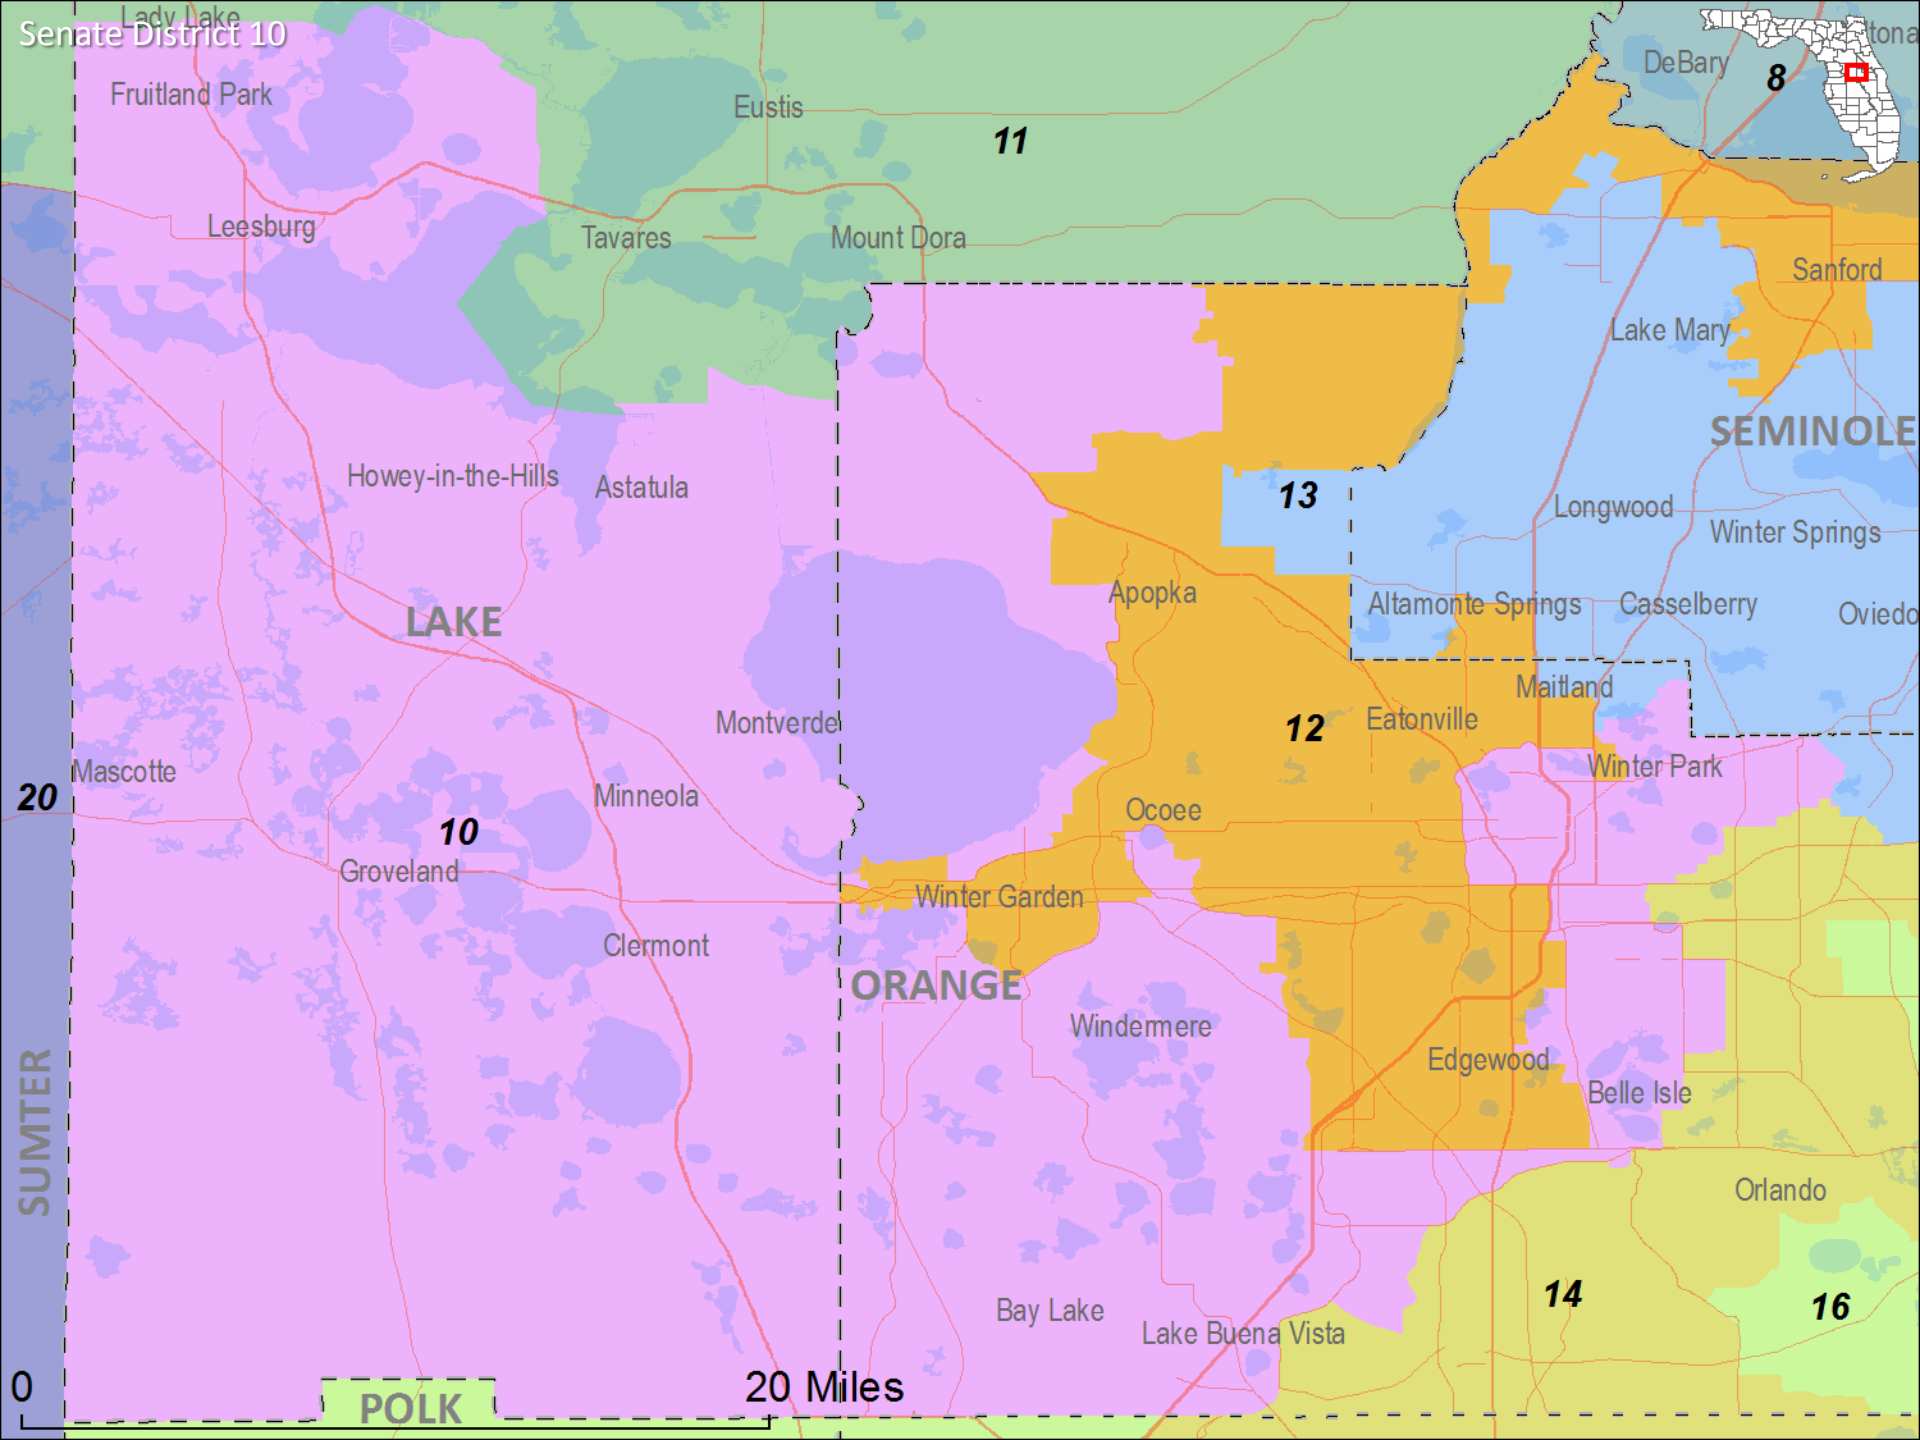 Lady Lake
Senate District 10
DeBary
8
Fruitland Park
Eustis
11
Leesburg
Tavares
Mount Dora
Sanford
Lake Mary
SEMINOLE
Howey-in-the-Hills
Astatula
13
Longwood
Winter Springs
Apopka
Altamonte Springs
Casselberry
Oviedo
LAKE
Maitland
Montverde
12
Eatonville
Mascotte
Winter Park
20
Minneola
Ocoee
10
Groveland
Winter Garden
Clermont
ORANGE
Windermere
Edgewood
Belle Isle
SUMTER
Orlando
14
16
Bay Lake
Lake Buena Vista
0
20 Miles
POLK